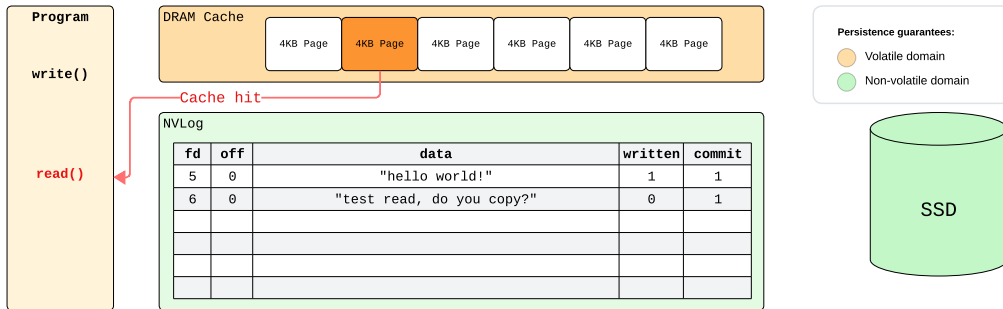 Program
write()
read()
DRAM Cache
4KB Page 4KB Page 4KB Page 4KB Page 4KB Page 4KB Page
Cache hit
NVLog
fd off data written commit
5 0 "hello world!" 1 1
6 0 "test read, do you copy?" 0 1
Persistence guarantees:
Volatile domain
Non-volatile domain
SSD